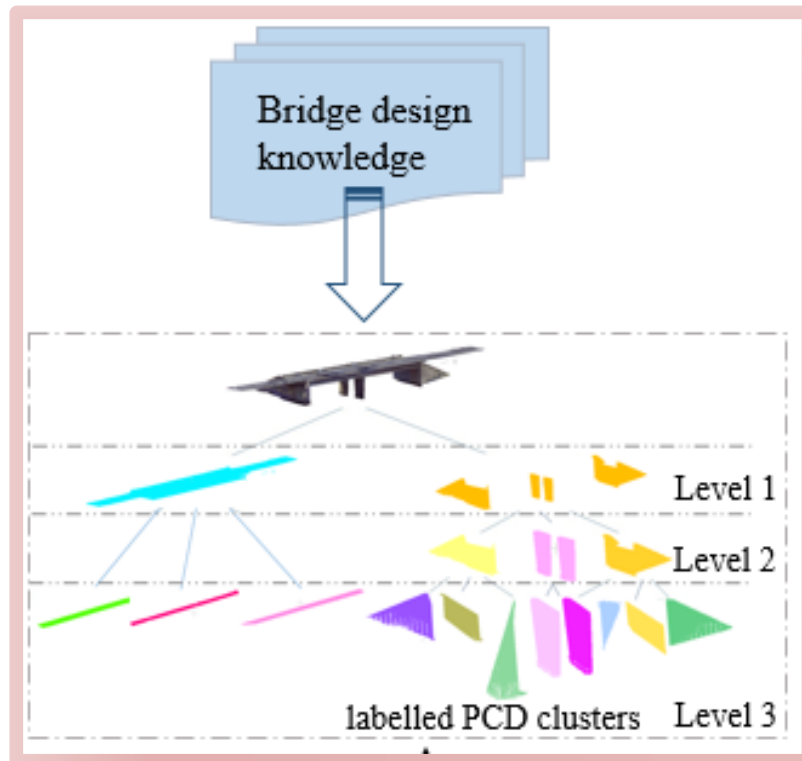 Bridge design
knowledge
Level 1
Level 2
labelled PCD clusters Level 3